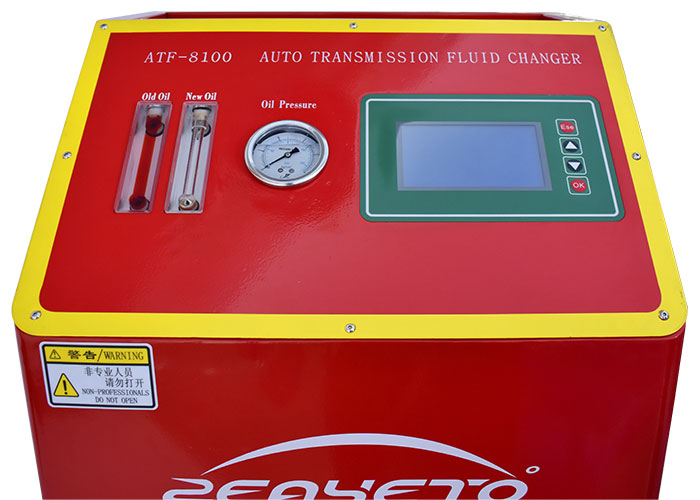 ATF-8100 AUTO TRANSMISSION FLUID CHANGER
Old Oil New Oil
Oil Pressure
Esc
OK
警告/WARNING
非专业人员
请勿打开
NON-PROFESSIONALS
DO NOT OPEN
ZEAYETO